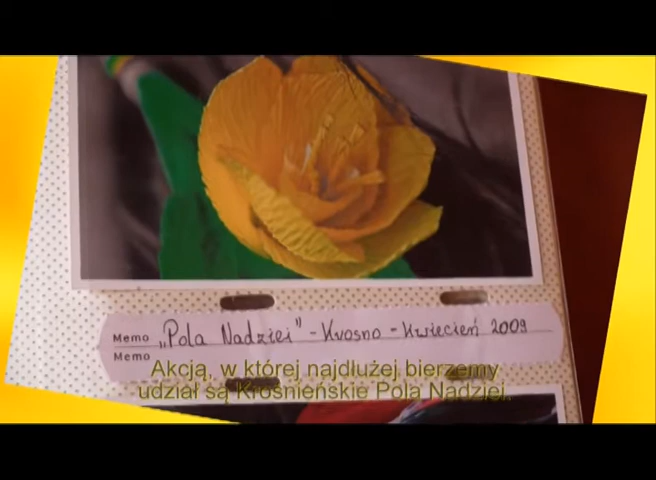 Memo „Pola Nadziei" - Krosno - Kwiecień 2009
Memo
Akcją, w której najdłużej bierzemy
udział są Krośnieńskie Pola Nadziei.